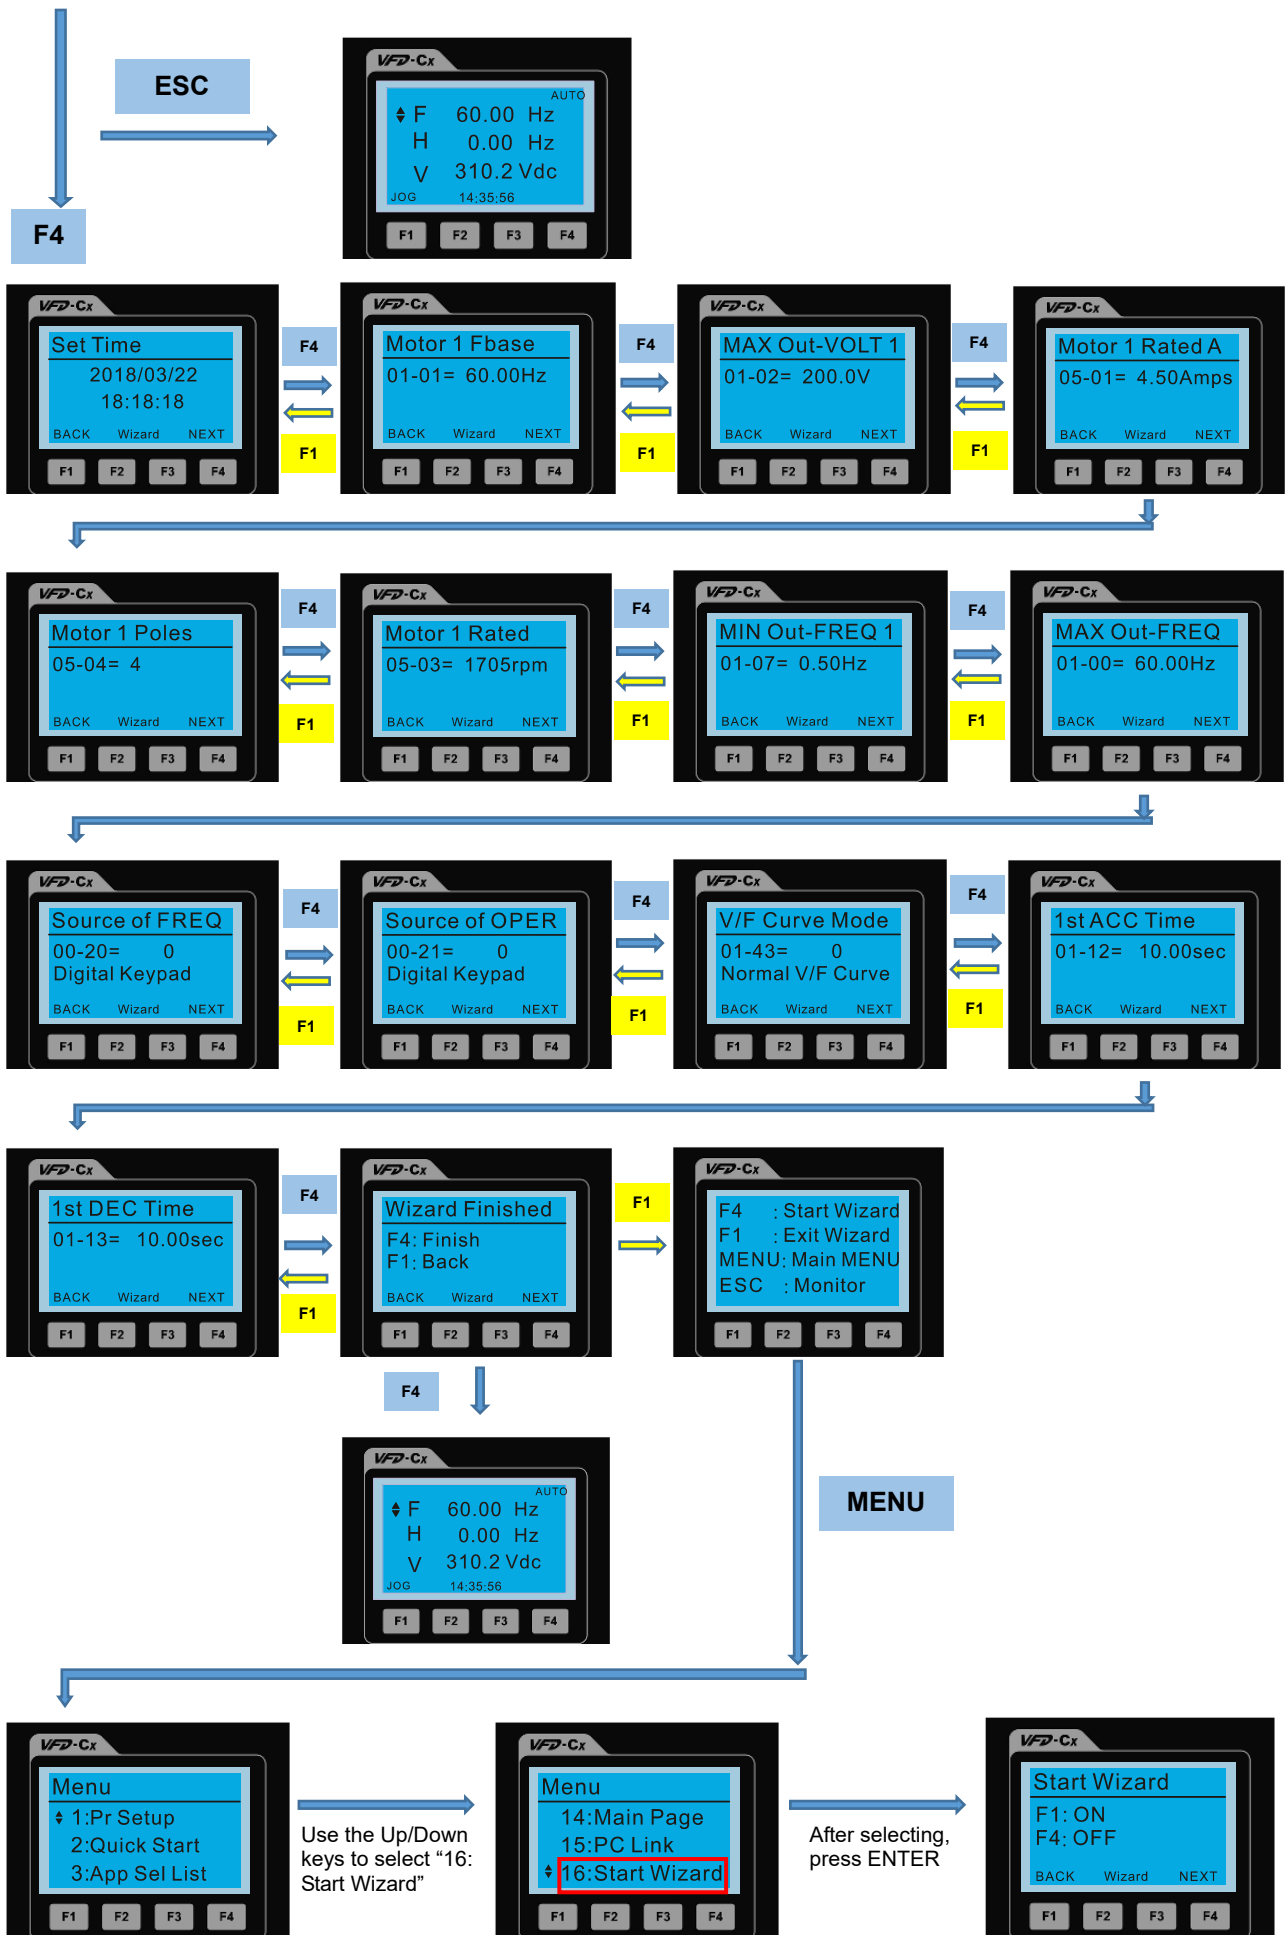 ESC
VFD-Cx
AUTO
F 60.00 Hz
H 0.00 Hz
V 310.2 Vdc
JOG 14:35:56
F1 F2 F3 F4
F4
VFD-Cx
Set Time
2018/03/22
18:18:18
BACK Wizard NEXT
F1 F2 F3 F4
F4
F1
VFD-Cx
Motor 1 Fbase
01-01= 60.00Hz
BACK Wizard NEXT
F1 F2 F3 F4
F4
F1
VFD-Cx
MAX Out-VOLT 1
01-02= 200.0V
BACK Wizard NEXT
F1 F2 F3 F4
F4
F1
VFD-Cx
Motor 1 Rated A
05-01= 4.50Amps
BACK Wizard NEXT
F1 F2 F3 F4
VFD-Cx
Motor 1 Poles
05-04= 4
BACK Wizard NEXT
F1 F2 F3 F4
F4
F1
VFD-Cx
Motor 1 Rated
05-03= 1705rpm
BACK Wizard NEXT
F1 F2 F3 F4
F4
F1
VFD-Cx
MIN Out-FREQ 1
01-07= 0.50Hz
BACK Wizard NEXT
F1 F2 F3 F4
F4
F1
VFD-Cx
MAX Out-FREQ
01-00= 60.00Hz
BACK Wizard NEXT
F1 F2 F3 F4
VFD-Cx
Source of FREQ
00-20= 0
Digital Keypad
BACK Wizard NEXT
F1 F2 F3 F4
F4
F1
VFD-Cx
Source of OPER
00-21= 0
Digital Keypad
BACK Wizard NEXT
F1 F2 F3 F4
F4
F1
VFD-Cx
V/F Curve Mode
01-43= 0
Normal V/F Curve
BACK Wizard NEXT
F1 F2 F3 F4
F4
F1
VFD-Cx
1st ACC Time
01-12= 10.00sec
BACK Wizard NEXT
F1 F2 F3 F4
VFD-Cx
1st DEC Time
01-13= 10.00sec
BACK Wizard NEXT
F1 F2 F3 F4
F4
F1
VFD-Cx
Wizard Finished
F4: Finish
F1: Back
BACK Wizard NEXT
F1 F2 F3 F4
F1
VFD-Cx
F4 : Start Wizard
F1 : Exit Wizard
MENU: Main MENU
ESC : Monitor
F1 F2 F3 F4
F4
VFD-Cx
AUTO
F 60.00 Hz
H 0.00 Hz
V 310.2 Vdc
JOG 14:35:56
F1 F2 F3 F4
MENU
VFD-Cx
Menu
1:Pr Setup
2:Quick Start
3:App Sel List
F1 F2 F3 F4
Use the Up/Down
keys to select “16:
Start Wizard”
VFD-Cx
Menu
14:Main Page
15:PC Link
16:Start Wizard
F1 F2 F3 F4
After selecting,
press ENTER
VFD-Cx
Start Wizard
F1: ON
F4: OFF
BACK Wizard NEXT
F1 F2 F3 F4